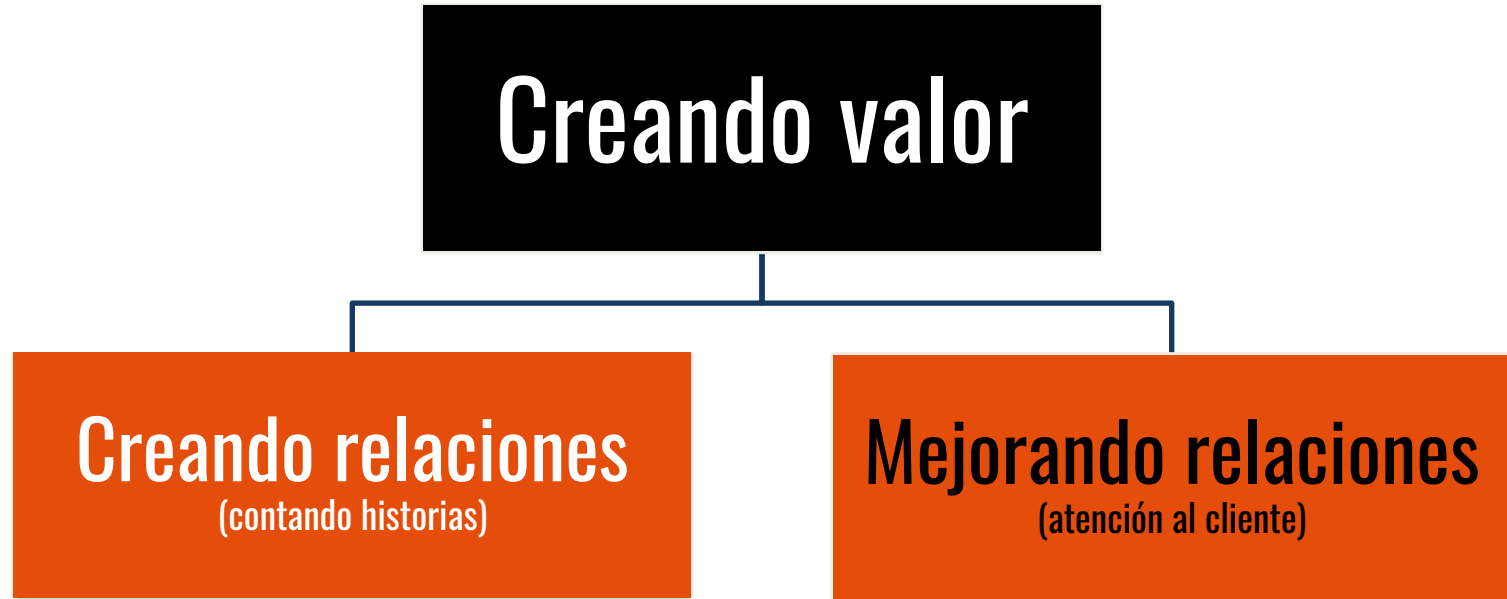 Creando valor
Creando relaciones
(contando historias)
Mejorando relaciones
(atención al cliente)